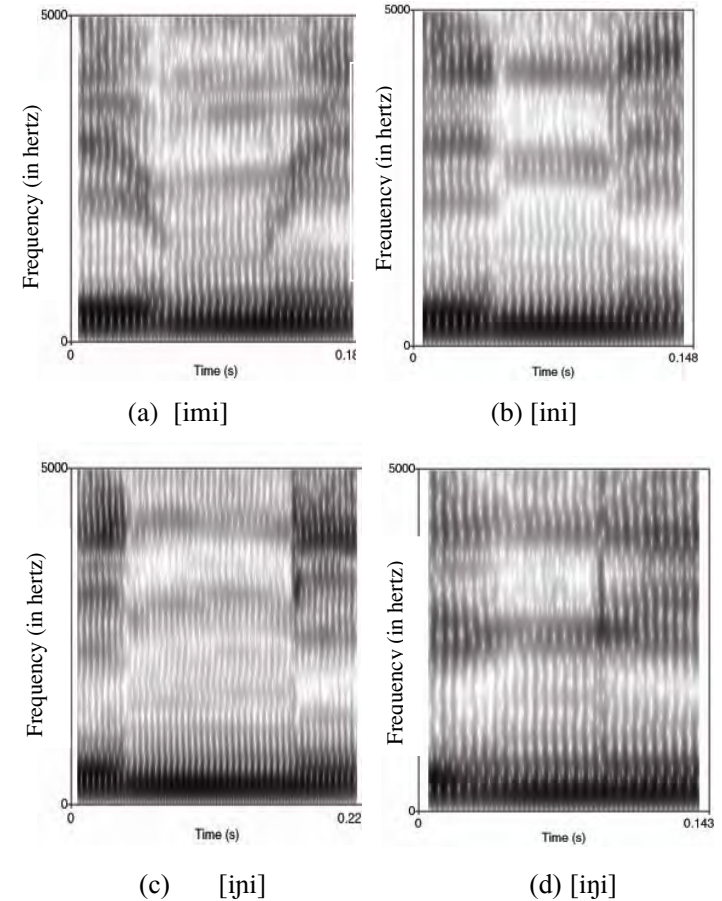 5000
Frequency (in hertz)
0
0
Time (s)
0.18
(a) [imi]
5000
Frequency (in hertz)
0
0
Time (s)
0.148
(b) [ini]
5000
Frequency (in hertz)
0
0
Time (s)
0.22
(c) [iɲi]
5000
Frequency (in hertz)
0
0
Time (s)
0.143
(d) [iŋi]